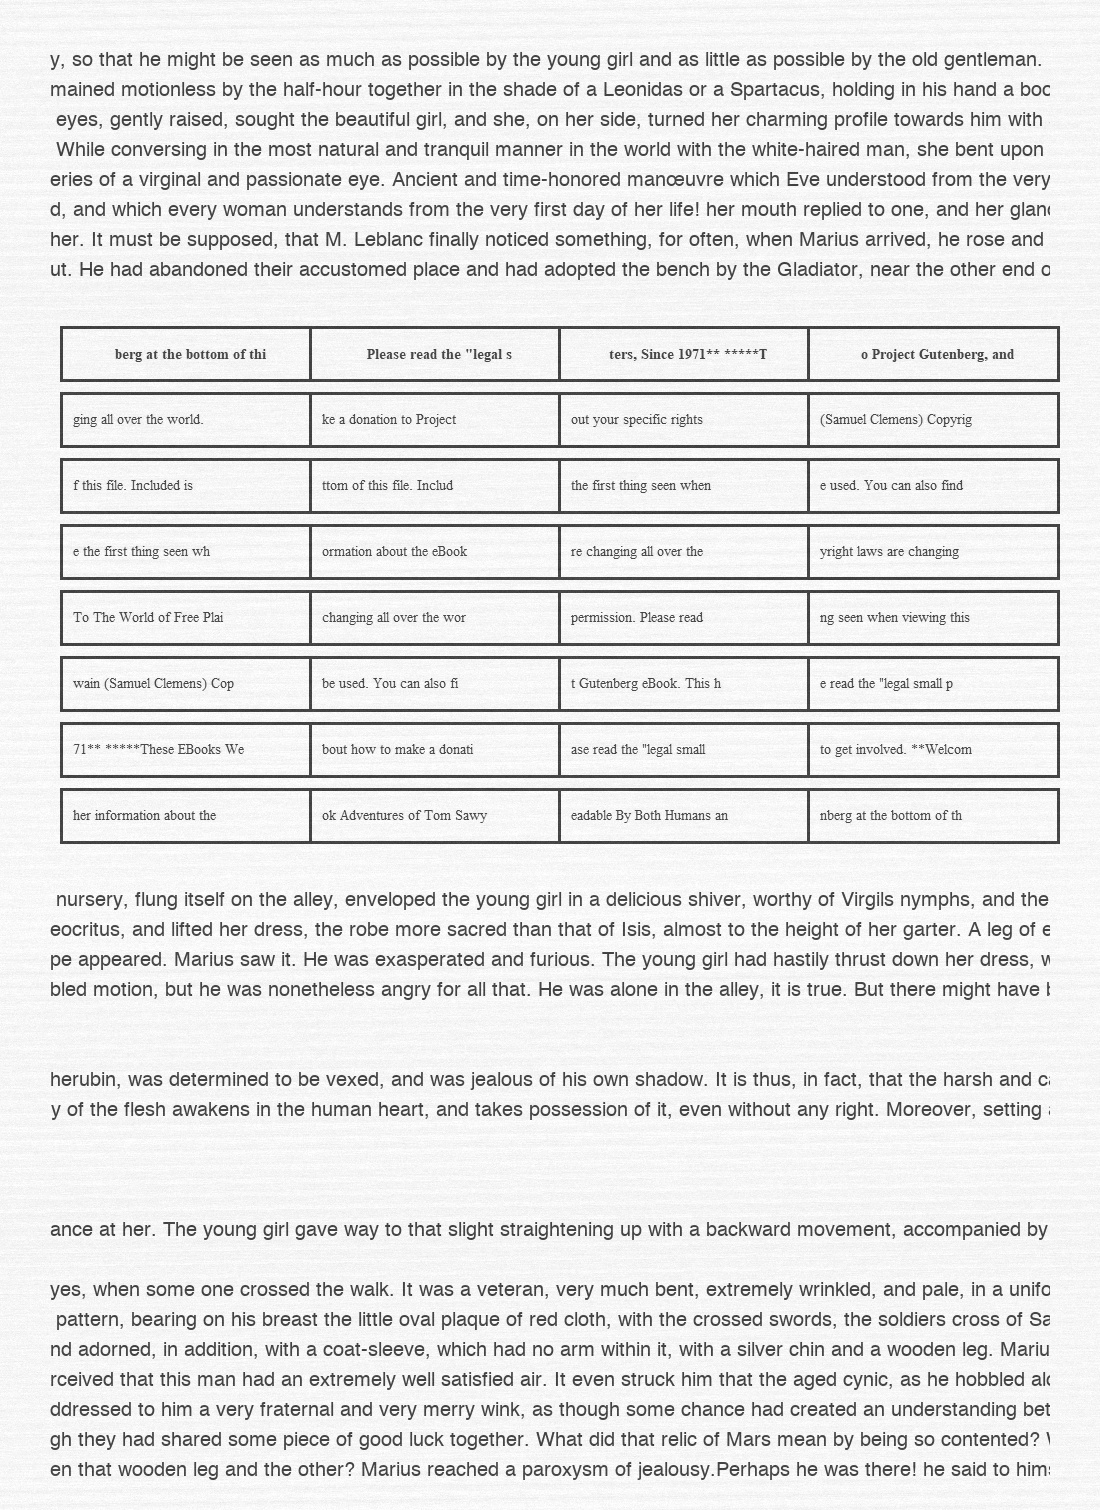 y, so that he might be seen as much as possible by the young girl and as little as possible by the old gentleman.
mained motionless by the half-hour together in the shade of a Leonidas or a Spartacus, holding in his hand a
eyes, gently raised, sought the beautiful girl, and she, on her side, turned her charming profile towards him with
While conversing in the most natural and tranquil manner in the world with the white-haired man, she bent upon
eries of a virginal and passionate eye. Ancient and time-honored manœuvre which Eve understood from the very
d, and which every woman understands from the very first day of her life! her mouth replied to one, and her
her. It must be supposed, that M. Leblanc finally noticed something, for often, when Marius arrived, he rose and
ut. He had abandoned their accustomed place and had adopted the bench by the Gladiator, near the other end
berg at the bottom of thi Please read the "legal s ters, Since 1971** *****T o Project Gutenberg, and
ging all over the world. ke a donation to Project out your specific rights (Samuel Clemens) Copyrig
f this file. Included is ttom of this file. Includ the first thing seen when e used. You can also find
e the first thing seen wh ormation about the eBook re changing all over the yright laws are changing
To The World of Free Plai changing all over the wor permission. Please read ng seen when viewing this
wain (Samuel Clemens) Cop be used. You can also fi t Gutenberg eBook. This h e read the "legal small p
71** *****These EBooks We bout how to make a donati ase read the "legal small to get involved. **Welcom
her information about the ok Adventures of Tom Sawy eadable By Both Humans an nberg at the bottom of th
nursery, flung itself on the alley, enveloped the young girl in a delicious shiver, worthy of Virgils nymphs, and the
eocritus, and lifted her dress, the robe more sacred than that of Isis, almost to the height of her garter. A leg of
pe appeared. Marius saw it. He was exasperated and furious. The young girl had hastily thrust down her dress,
bled motion, but he was nonetheless angry for all that. He was alone in the alley, it is true. But there might have
herubin, was determined to be vexed, and was jealous of his own shadow. It is thus, in fact, that the harsh and
y of the flesh awakens in the human heart, and takes possession of it, even without any right. Moreover, setting
ance at her. The young girl gave way to that slight straightening up with a backward movement, accompanied by
yes, when some one crossed the walk. It was a veteran, very much bent, extremely wrinkled, and pale, in a unifo
pattern, bearing on his breast the little oval plaque of red cloth, with the crossed swords, the soldiers cross of Sa
nd adorned, in addition, with a coat-sleeve, which had no arm within it, with a silver chin and a wooden leg. Mariu
rceived that this man had an extremely well satisfied air. It even struck him that the aged cynic, as he hobbled
ddressed to him a very fraternal and very merry wink, as though some chance had created an understanding bet
gh they had shared some piece of good luck together. What did that relic of Mars mean by being so contented?
en that wooden leg and the other? Marius reached a paroxysm of jealousy.Perhaps he was there! he said to